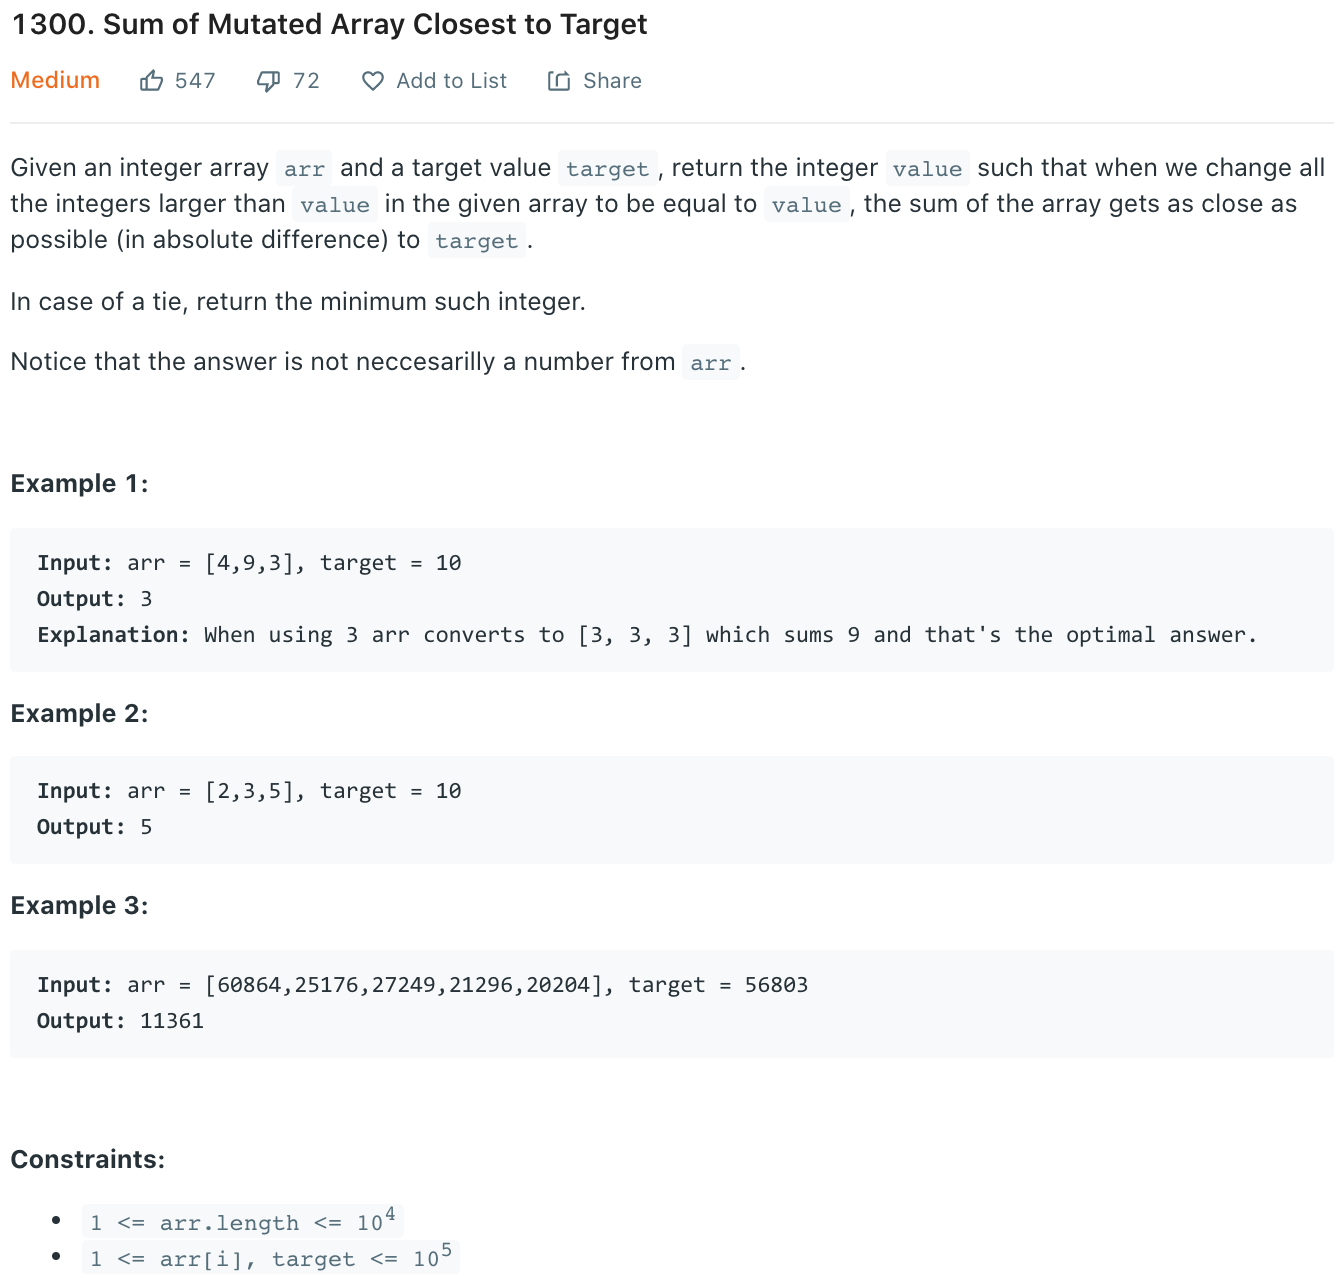 1300. Sum of Mutated Array Closest to Target
Medium 547 72 Add to List Share
Given an integer array arr and a target value target, return the integer value such that when we change all
the integers larger than value in the given array to be equal to value, the sum of the array gets as close as
possible (in absolute difference) to target.
In case of a tie, return the minimum such integer.
Notice that the answer is not neccesarilly a number from arr.
Example 1:
Input: arr = [4,9,3], target = 10
Output: 3
Explanation: When using 3 arr converts to [3, 3, 3] which sums 9 and that's the optimal answer.
Example 2:
Input: arr = [2,3,5], target = 10
Output: 5
Example 3:
Input: arr = [60864,25176,27249,21296,20204], target = 56803
Output: 11361
Constraints:
• 1 <= arr.length <= 10⁴
• 1 <= arr[i], target <= 10⁵